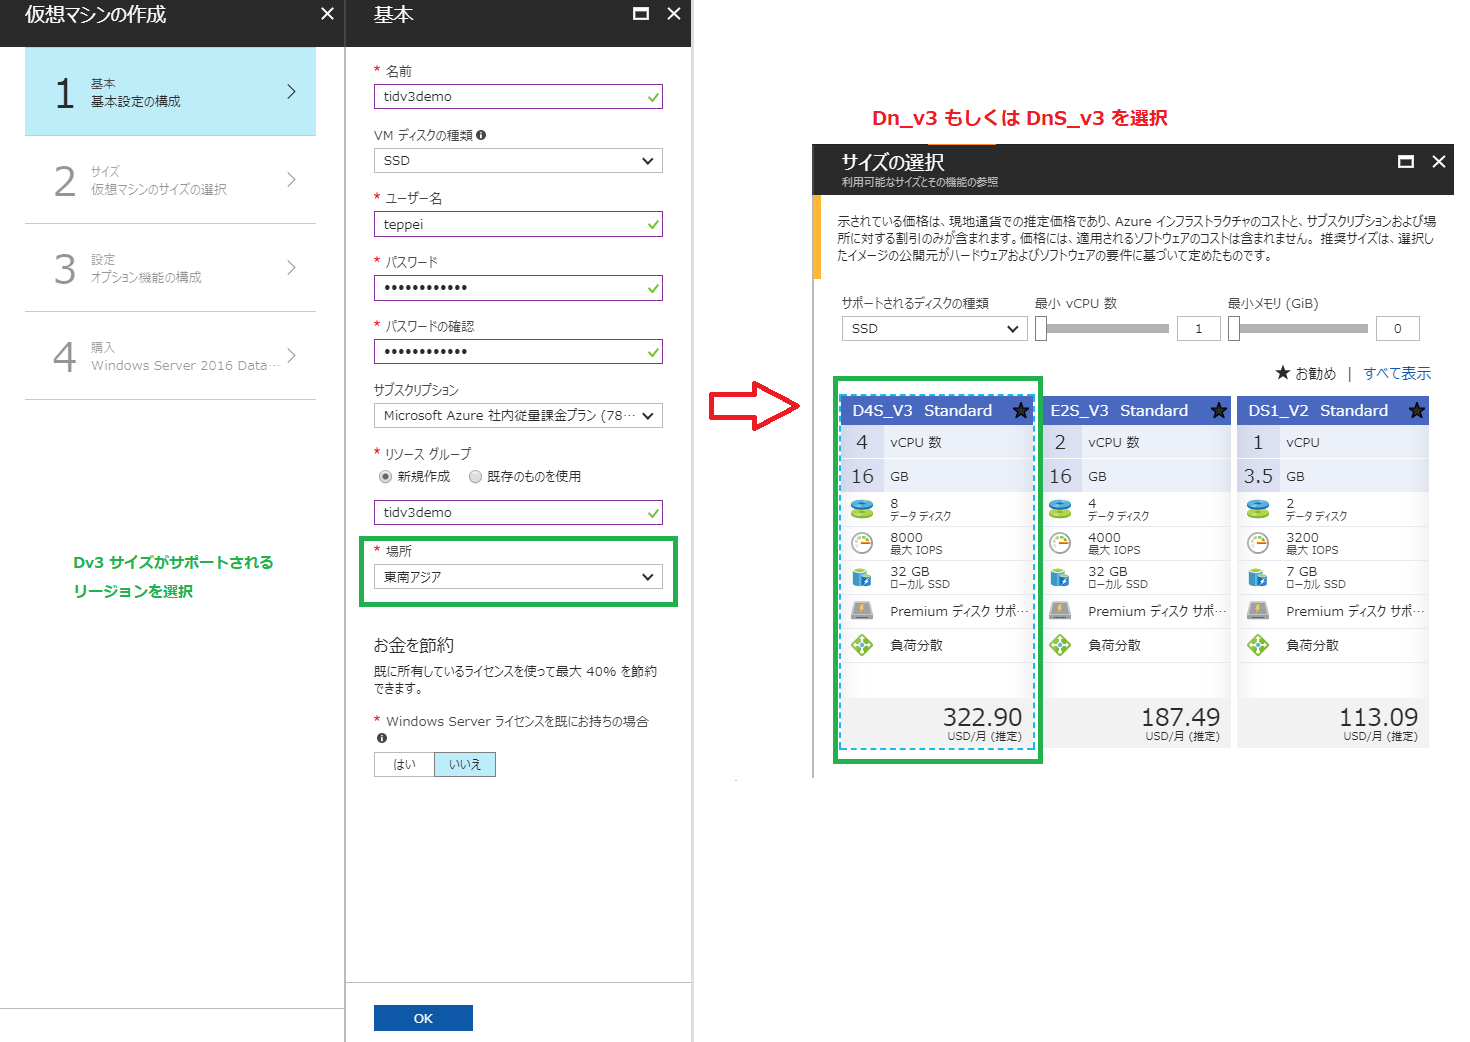 仮想マシンの作成
1
基本
基本設定の構成
2
サイズ
仮想マシンのサイズの選択
3
設定
オプション機能の構成
4
購入
Windows Server 2016 Data…
Dv3 サイズがサポートされる
リージョンを選択
基本
* 名前
tidv3demo
VM ディスクの種類
SSD
* ユーザー名
teppei
* パスワード
••••••••••••
* パスワードの確認
••••••••••••
サブスクリプション
Microsoft Azure 社内従量課金プラン (78…
* リソース グループ
新規作成 既存のものを使用
tidv3demo
* 場所
東南アジア
お金を節約
既に所有しているライセンスを使って最大 40% を節約
できます。
* Windows Server ライセンスを既にお持ちの場合
はい いいえ
OK
Dn_v3 もしくは DnS_v3 を選択
サイズの選択
利用可能なサイズとその機能の参照
示されている価格は、現地通貨での推定価格であり、Azure インフラストラクチャのコストと、サブスクリプションおよび場
所に対する割引のみが含まれます。価格には、適用されるソフトウェアのコストは含まれません。 推奨サイズは、選択し
たイメージの公開元がハードウェアおよびソフトウェアの要件に基づいて定めたものです。
サポートされるディスクの種類 最小 vCPU 数 最小メモリ (GiB)
SSD 1 0
★ お勧め | すべて表示
D4S_V3 Standard ★
4 vCPU 数
16 GB
8
データ ディスク
8000
最大 IOPS
32 GB
ローカル SSD
Premium ディスク サポ…
負荷分散
322.90
USD/月 (推定)
E2S_V3 Standard ★
2 vCPU 数
16 GB
4
データ ディスク
4000
最大 IOPS
32 GB
ローカル SSD
Premium ディスク サポ…
負荷分散
187.49
USD/月 (推定)
DS1_V2 Standard ★
1 vCPU
3.5 GB
2
データ ディスク
3200
最大 IOPS
7 GB
ローカル SSD
Premium ディスク サポ…
負荷分散
113.09
USD/月 (推定)